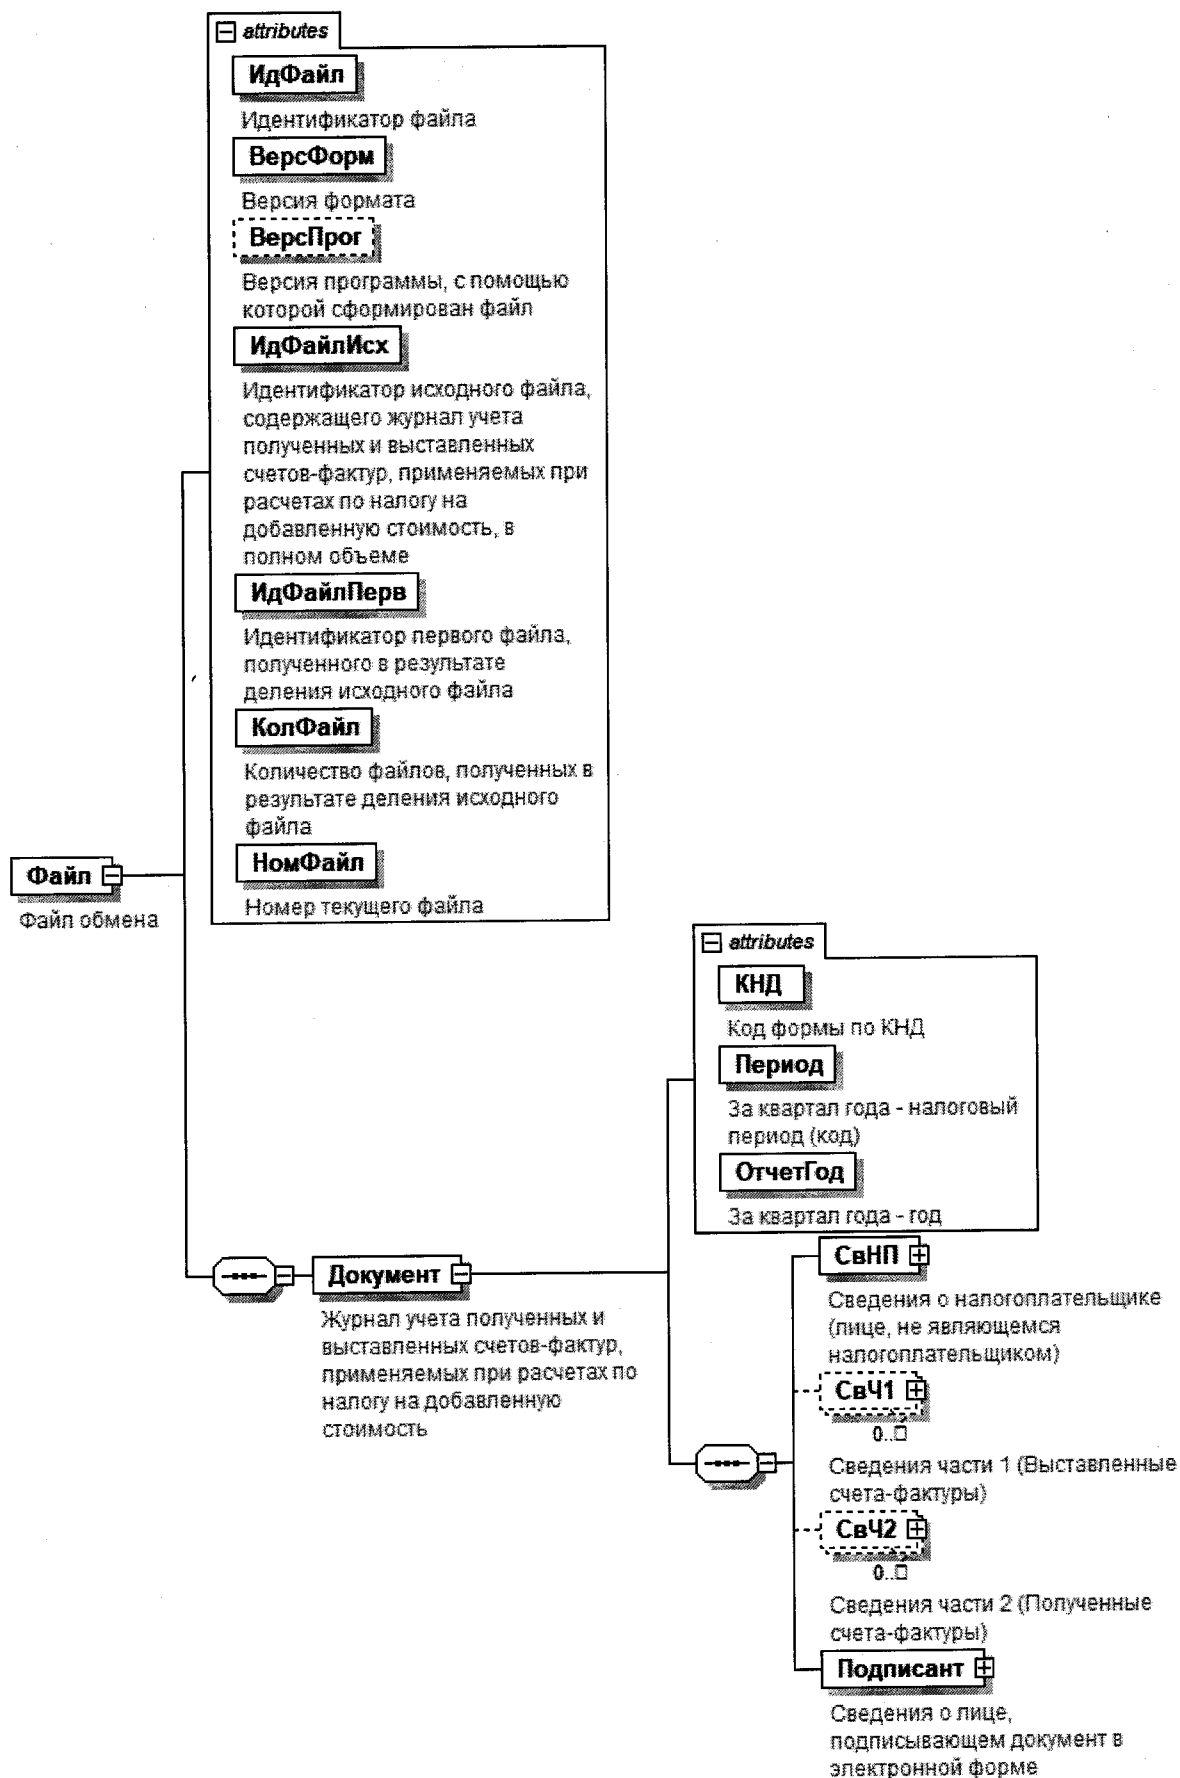 attributes
ИдФайл
Идентификатор файла
ВерсФорм
Версия формата
ВерсПрог
Версия программы, с помощью
которой сформирован файл
ИдФайлИсх
Идентификатор исходного файла,
содержащего журнал учета
полученных и выставленных
счетов-фактур, применяемых при
расчетах по налогу на
добавленную стоимость, в
полном объеме
ИдФайлПерв
Идентификатор первого файла,
полученного в результате
деления исходного файла
КолФайл
Количество файлов, полученных в
результате деления исходного
файла
НомФайл
Номер текущего файла
Файл
Файл обмена
attributes
КНД
Код формы по КНД
Период
За квартал года - налоговый
период (код)
ОтчетГод
За квартал года - год
Документ
Журнал учета полученных и
выставленных счетов-фактур,
применяемых при расчетах по
налогу на добавленную
стоимость
СвНП
Сведения о налогоплательщике
(лице, не являющемся
налогоплательщиком)
СвЧ1
0..□
Сведения части 1 (Выставленные
счета-фактуры)
СвЧ2
0..□
Сведения части 2 (Полученные
счета-фактуры)
Подписант
Сведения о лице,
подписывающем документ в
электронной форме